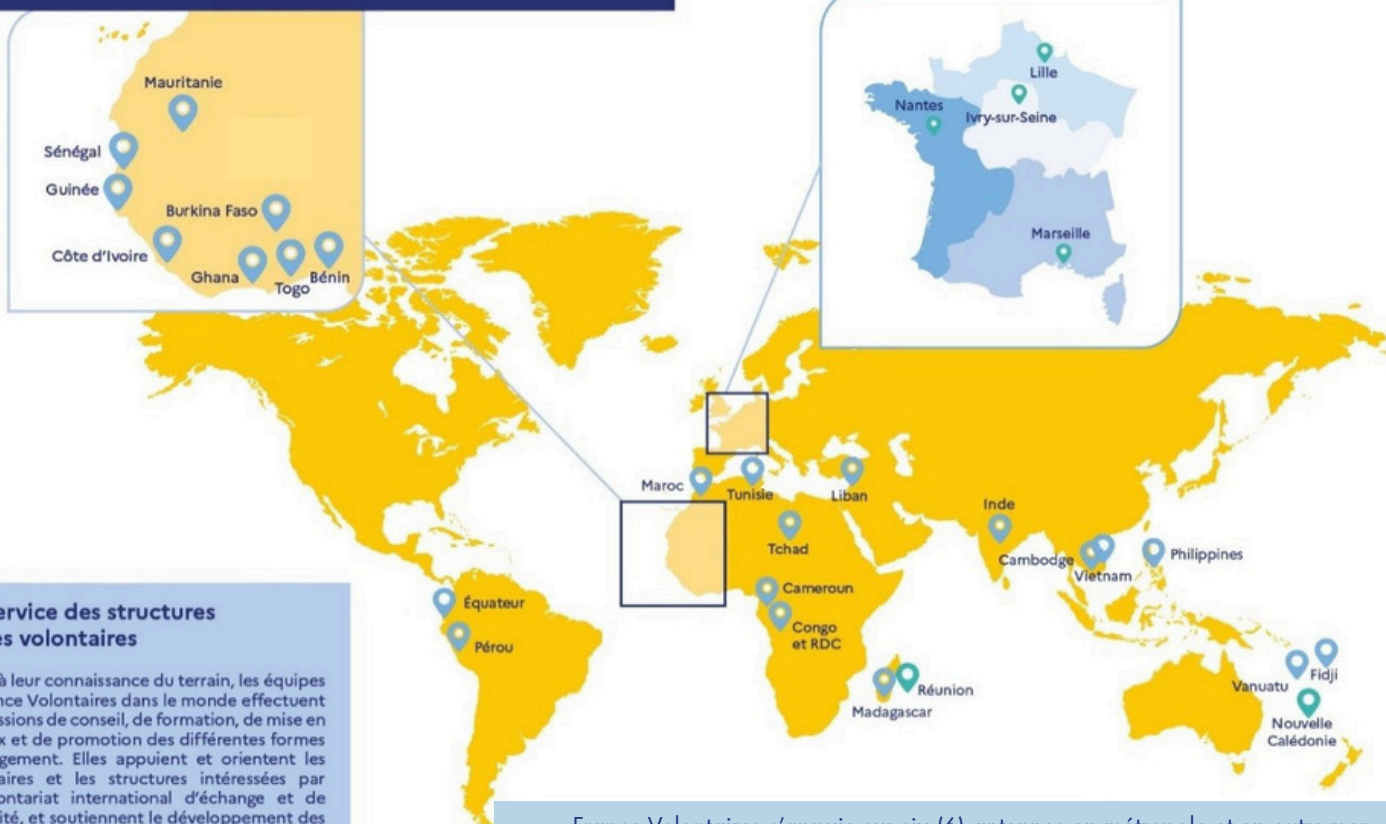 Mauritanie
Sénégal
Guinée
Burkina Faso
Côte d'Ivoire
Ghana
Togo
Bénin
Lille
Nantes
Ivry-sur-Seine
Marseille
Maroc
Tunisie
Liban
Tchad
Inde
Cambodge
Vietnam
Philippines
Cameroun
Congo
et RDC
Équateur
Pérou
Réunion
Madagascar
Vanuatu
Fidji
Nouvelle
Calédonie
service des structures
es volontaires
à leur connaissance du terrain, les équipes
nce Volontaires dans le monde effectuent
ssions de conseil, de formation, de mise en
x et de promotion des différentes formes
gement. Elles appuient et orientent les
aires et les structures intéressées par
ontariat international d'échange et de
ité, et soutiennent le développement des